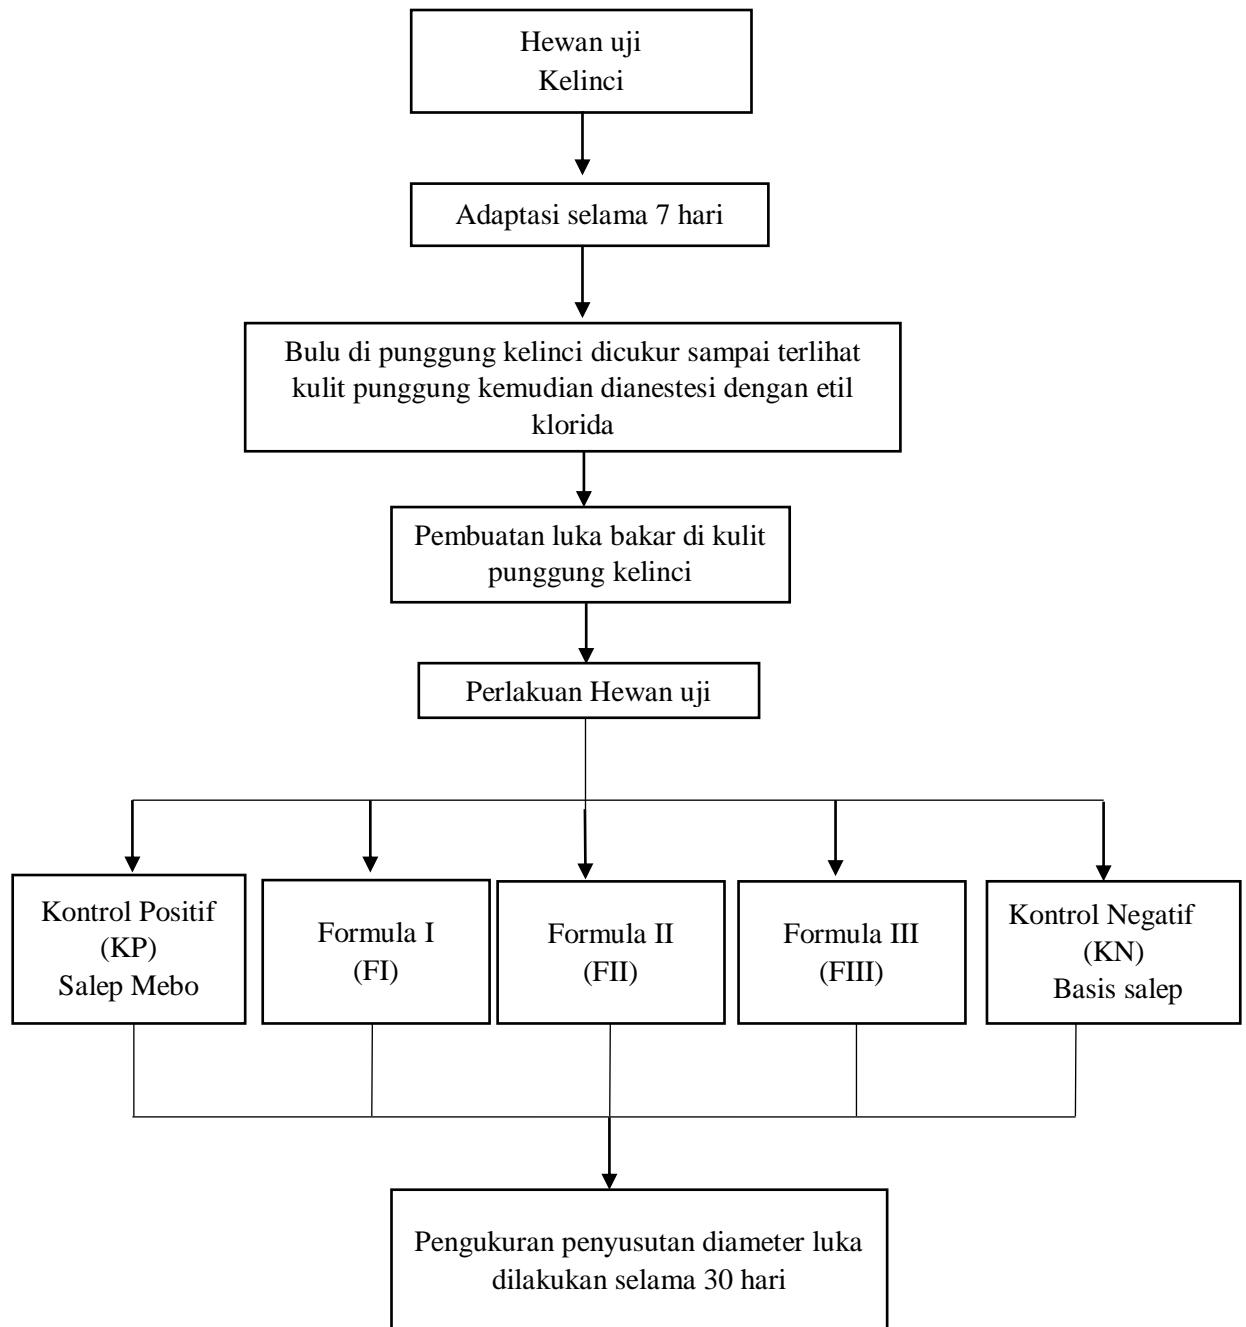 Hewan uji
Kelinci
Adaptasi selama 7 hari
Bulu di punggung kelinci dicukur sampai terlihat
kulit punggung kemudian dianestesi dengan etil
klorida
Pembuatan luka bakar di kulit
punggung kelinci
Perlakuan Hewan uji
Kontrol Positif
(KP)
Salep Mebo
Formula I
(FI)
Formula II
(FII)
Formula III
(FIII)
Kontrol Negatif
(KN)
Basis salep
Pengukuran penyusutan diameter luka
dilakukan selama 30 hari